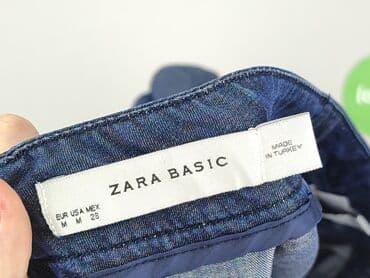 ZARA BASIC
EUR USA MEX
M M 28
MADE
IN TURKEY